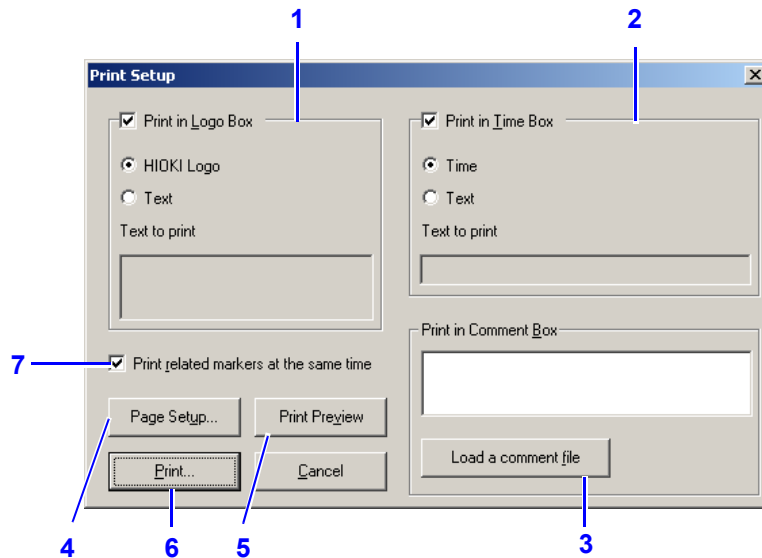 1
2
Print Setup
Print in Logo Box
HIOKI Logo
Text
Text to print
Print in Time Box
Time
Text
Text to print
7
Print related markers at the same time
Print in Comment Box
Page Setup...
Print Preview
Print...
Cancel
Load a comment file
4
6
5
3